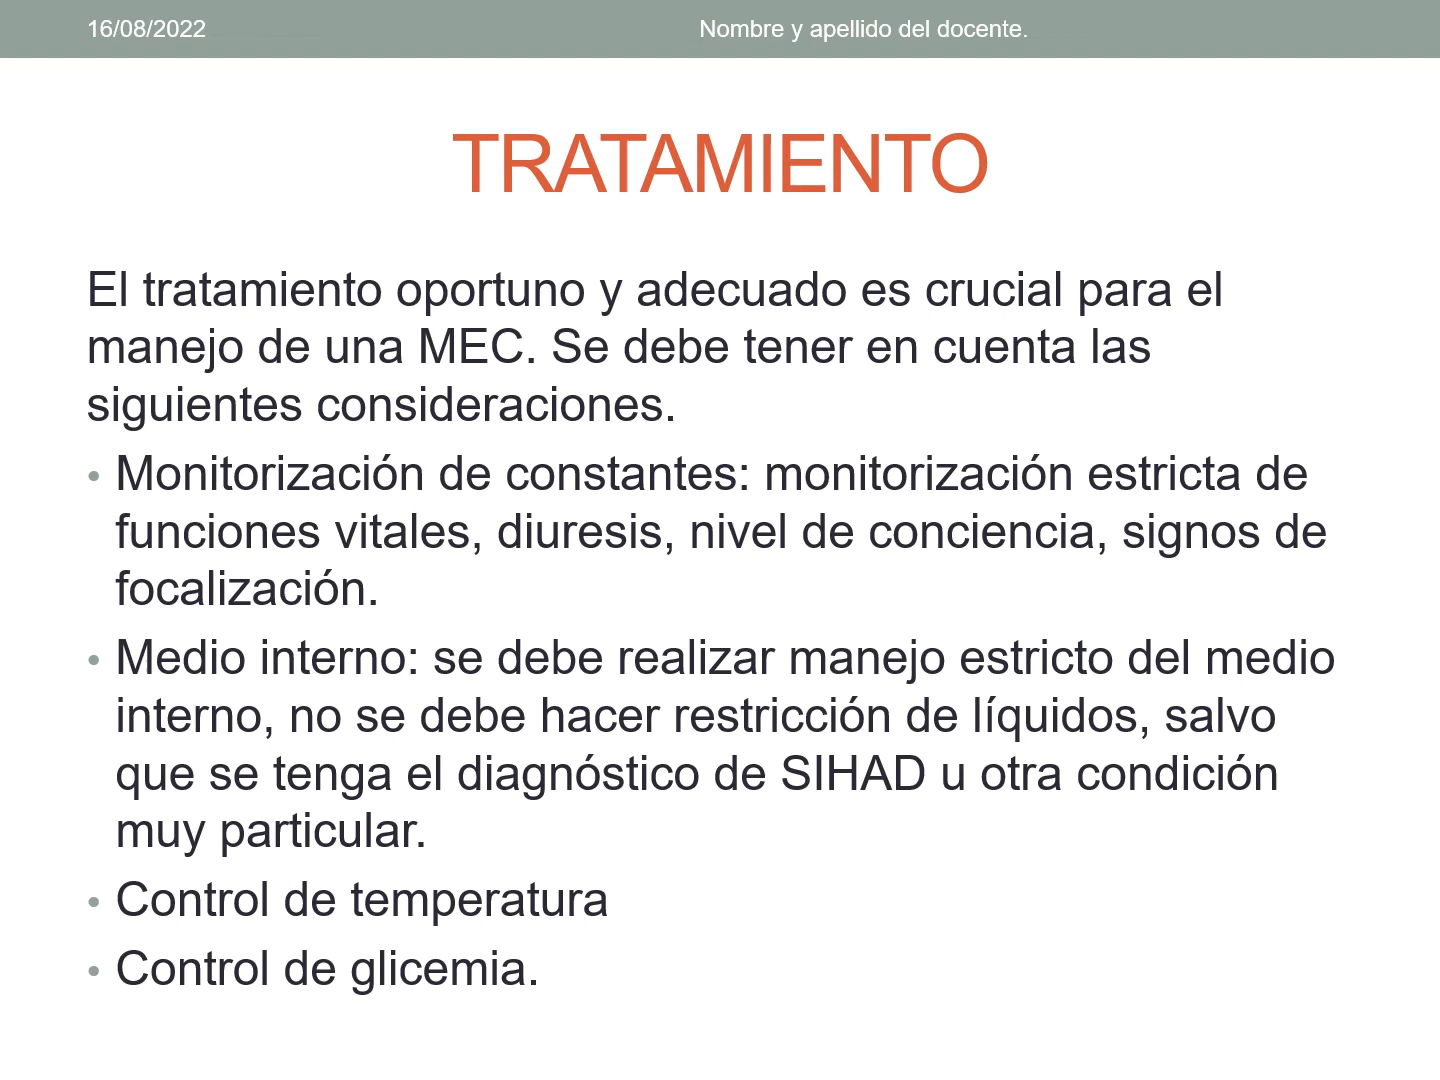 16/08/2022
Nombre y apellido del docente.
TRATAMIENTO
El tratamiento oportuno y adecuado es crucial para el
manejo de una MEC. Se debe tener en cuenta las
siguientes consideraciones.
• Monitorización de constantes: monitorización estricta de
funciones vitales, diuresis, nivel de conciencia, signos de
focalización.
• Medio interno: se debe realizar manejo estricto del medio
interno, no se debe hacer restricción de líquidos, salvo
que se tenga el diagnóstico de SIHAD u otra condición
muy particular.
• Control de temperatura
• Control de glicemia.